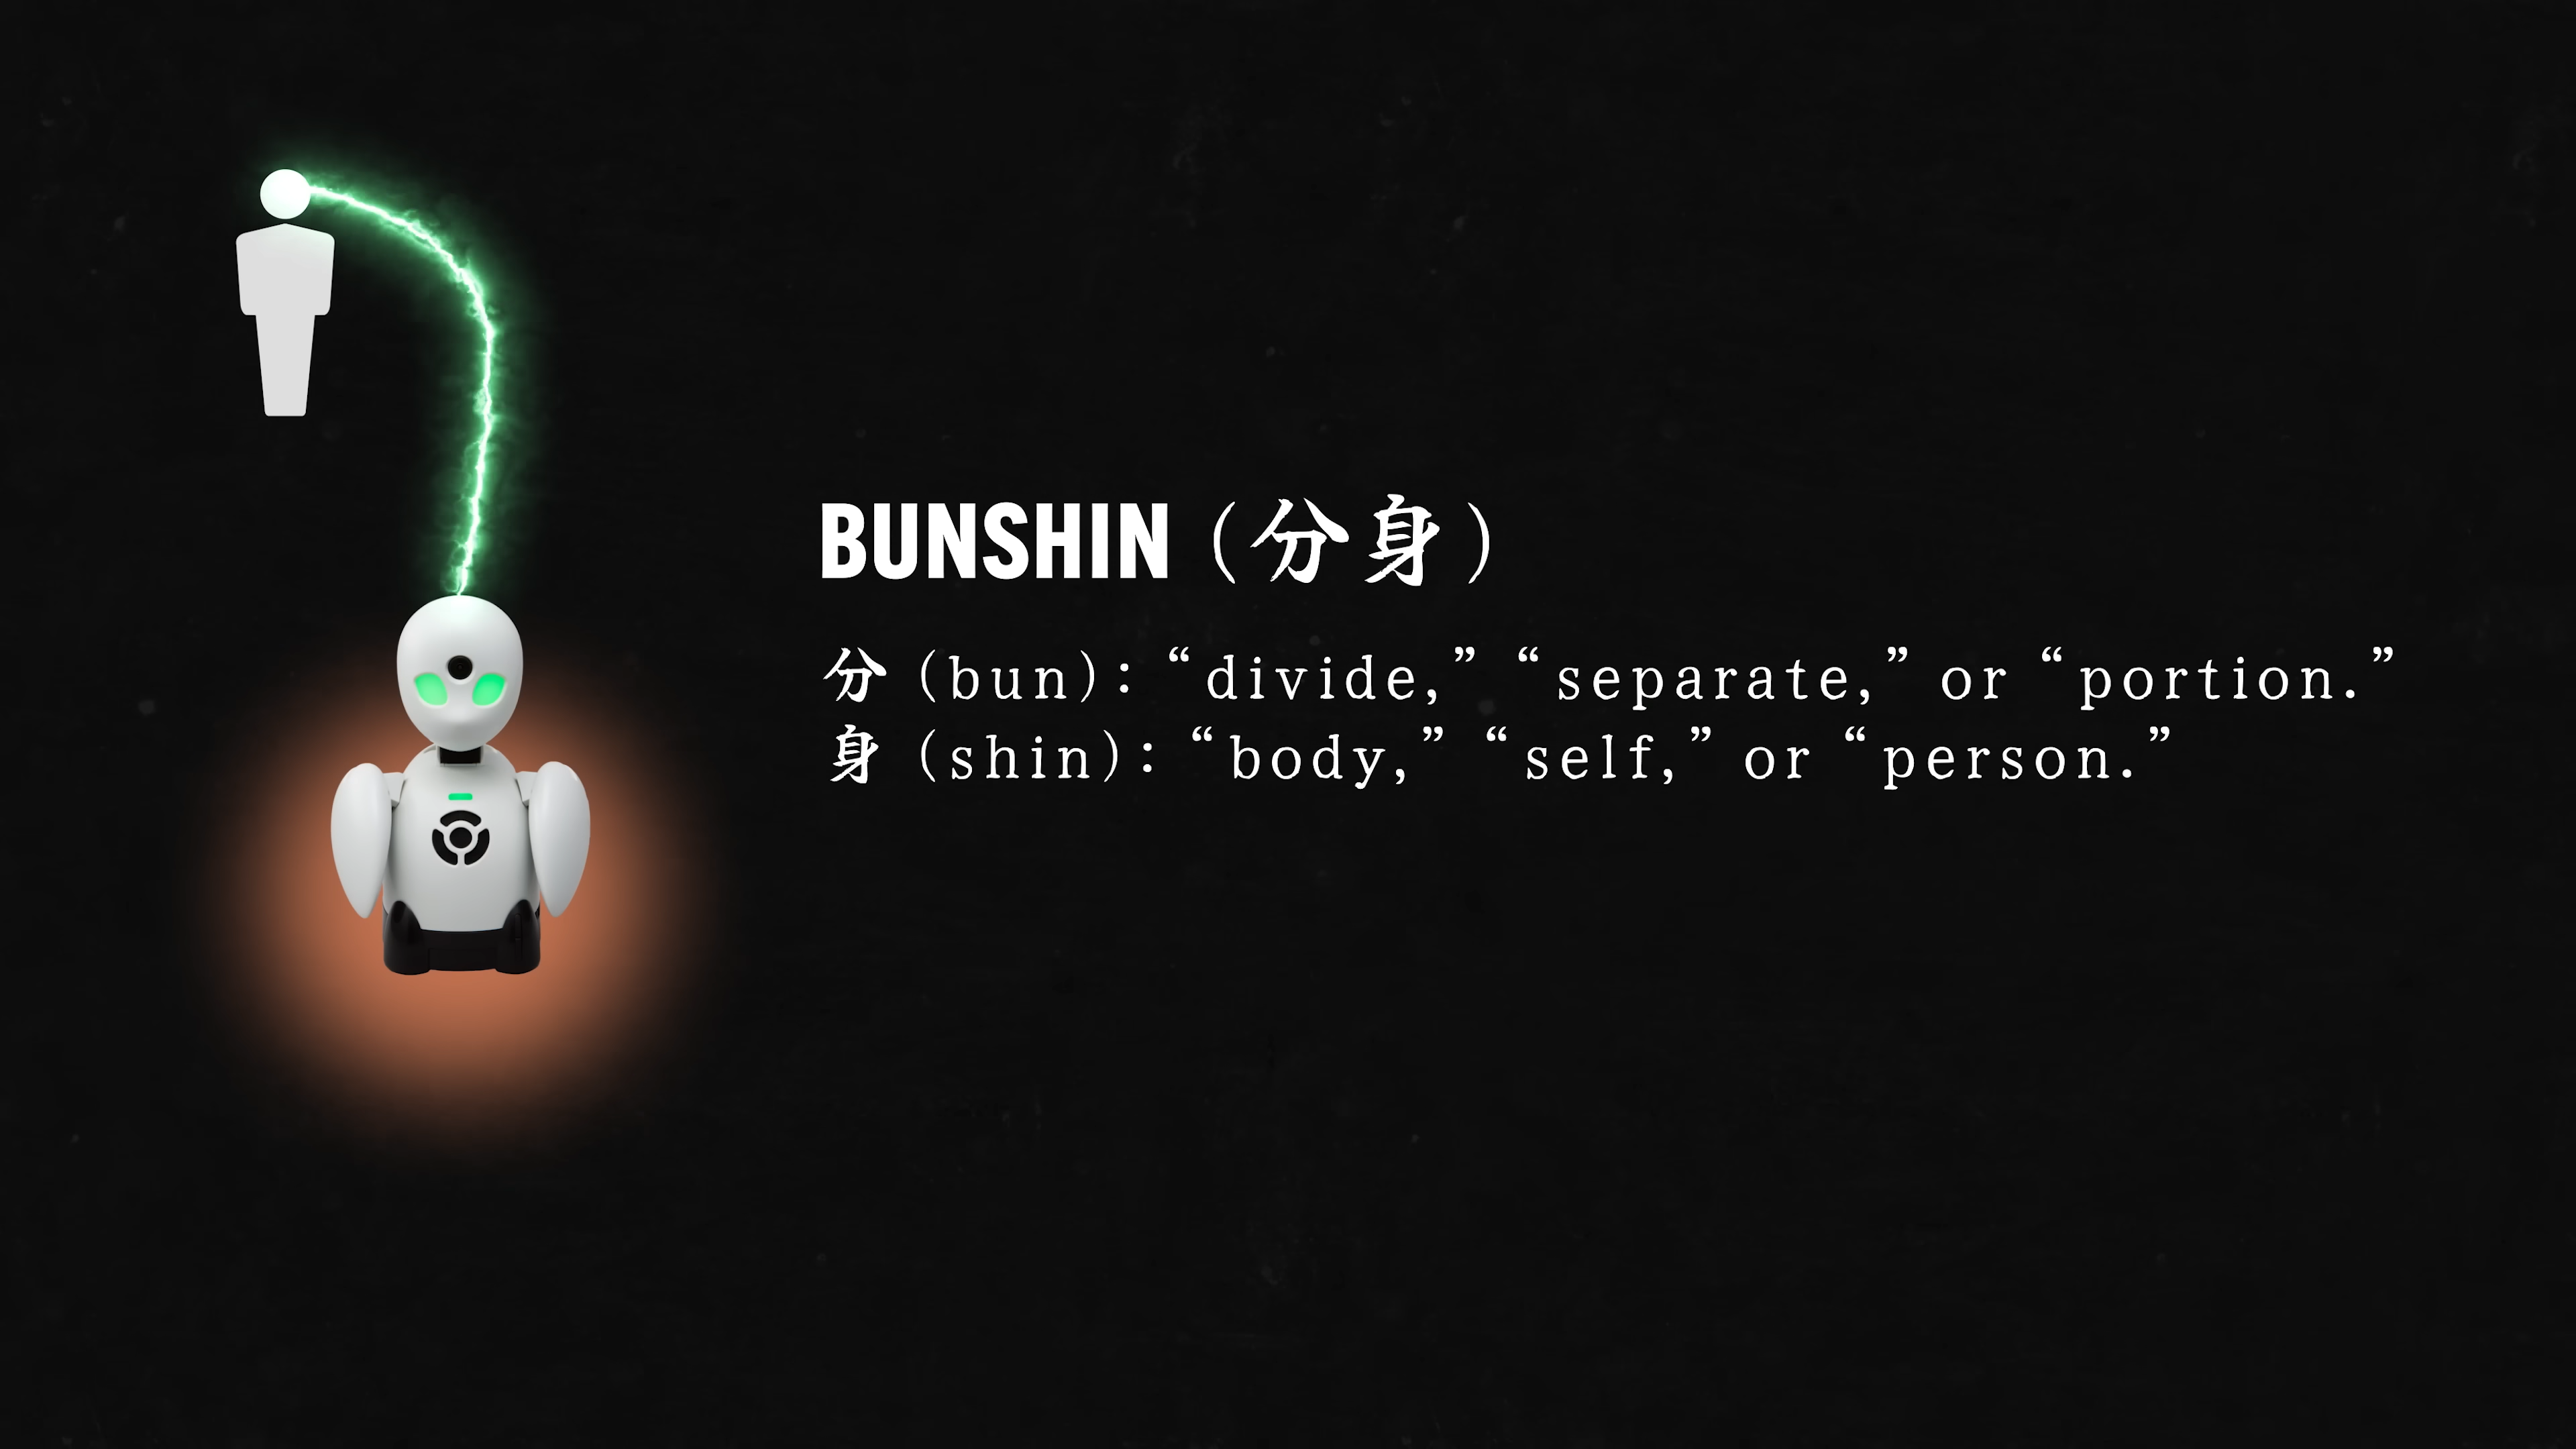 BUNSHIN (分身)
分 (bun): “divide,” “separate,” or “portion.”
身 (shin): “body,” “self,” or “person.”